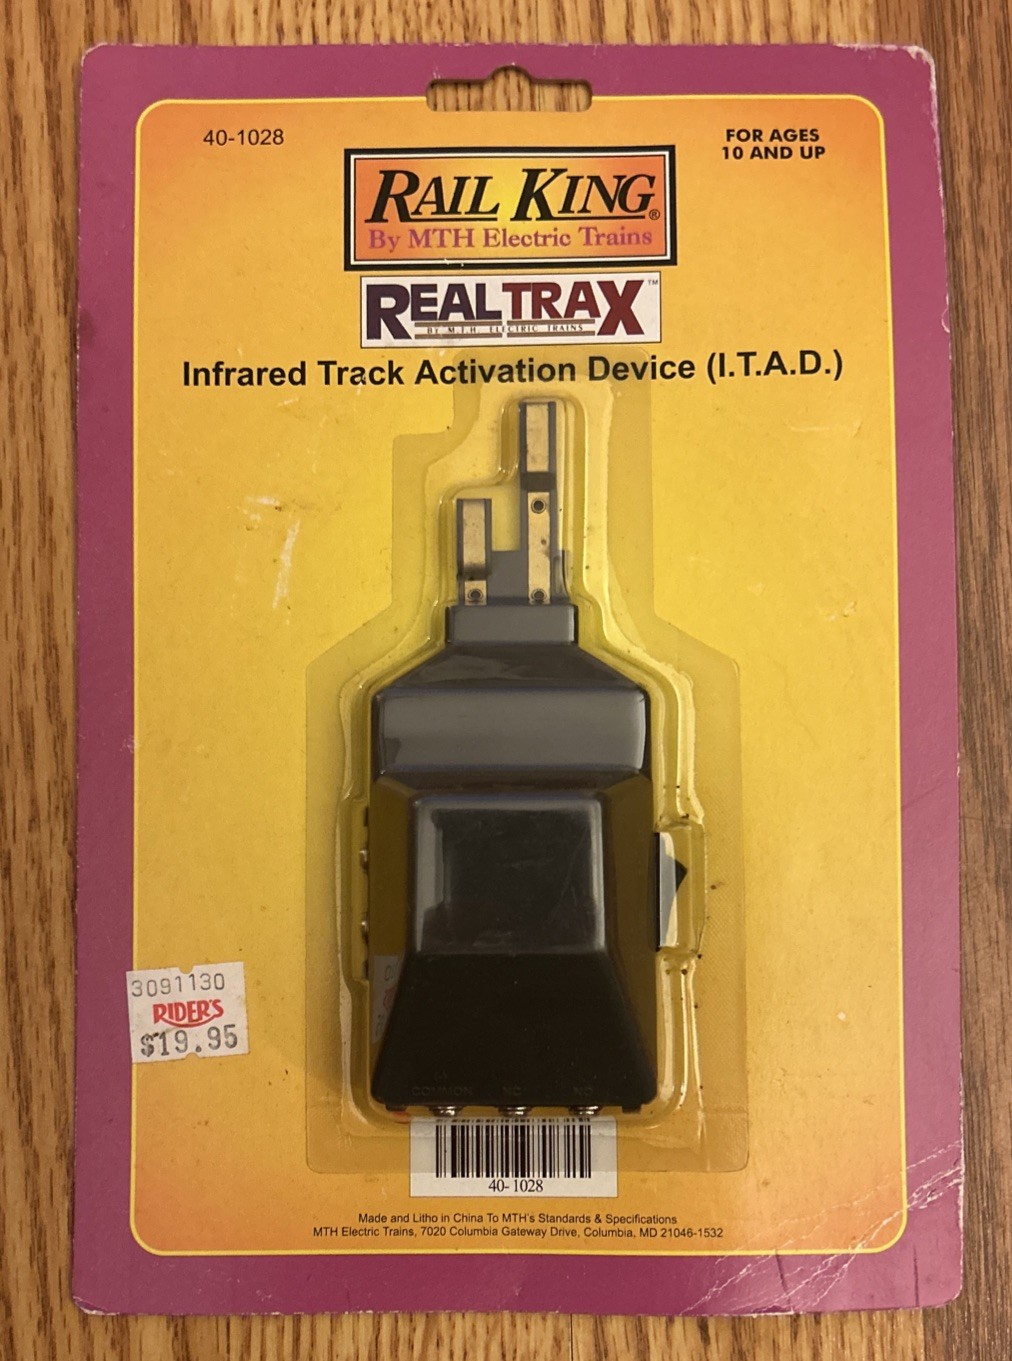 40-1028
FOR AGES
10 AND UP
RAIL KING®
By MTH Electric Trains
REALTRAX™
BY M.T.H. ELECTRIC TRAINS
Infrared Track Activation Device (I.T.A.D.)
3091130
RIDER'S
$19.95
COMMON NC NO
40-1028
Made and Litho in China To MTH's Standards & Specifications
MTH Electric Trains, 7020 Columbia Gateway Drive, Columbia, MD 21046-1532